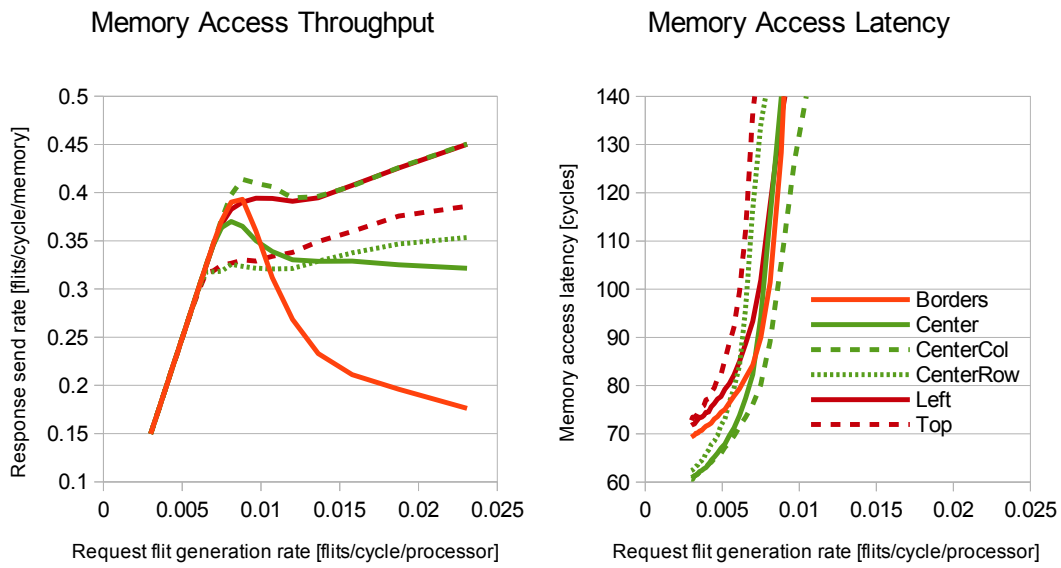 Memory Access Throughput
Response send rate [flits/cycle/memory]
0.5
0.45
0.4
0.35
0.3
0.25
0.2
0.15
0.1
0 0.005 0.01 0.015 0.02 0.025
Request flit generation rate [flits/cycle/processor]
Memory Access Latency
Memory access latency [cycles]
140
130
120
110
100
90
80
70
60
0 0.005 0.01 0.015 0.02 0.025
Request flit generation rate [flits/cycle/processor]
Borders
Center
CenterCol
CenterRow
Left
Top